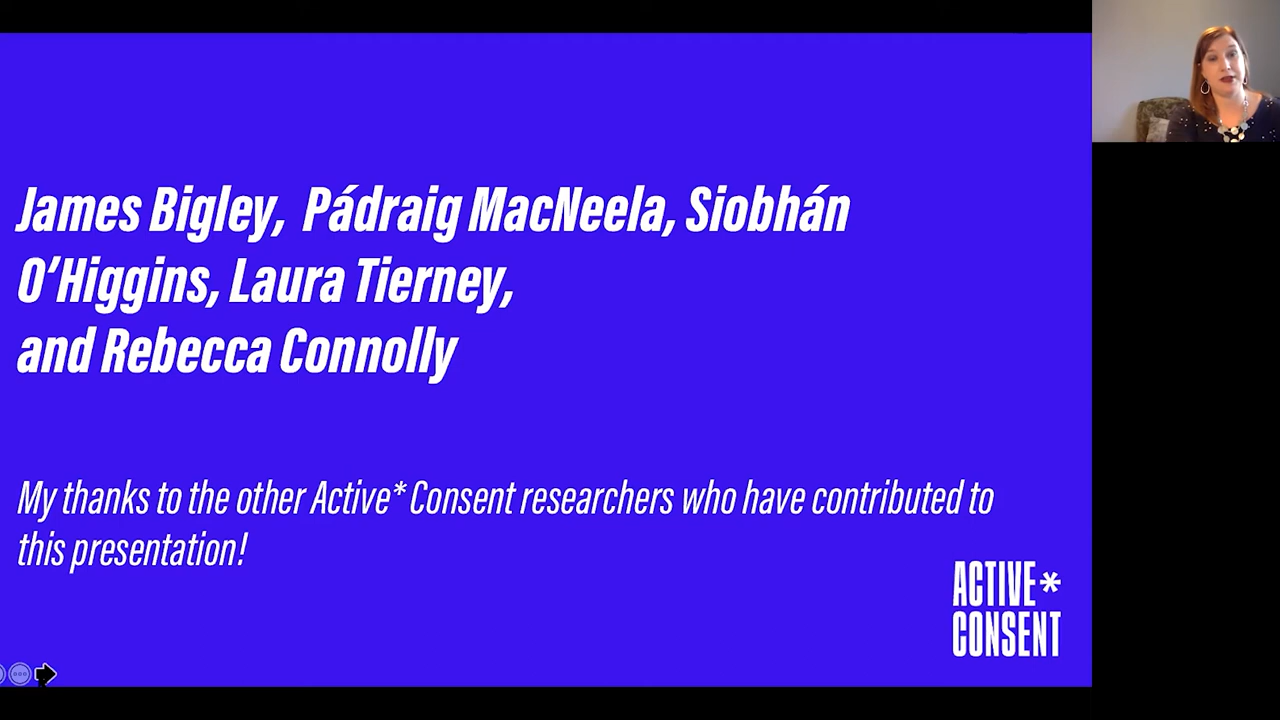 James Bigley, Pádraig MacNeela, Siobhán
O’Higgins, Laura Tierney,
and Rebecca Connolly
My thanks to the other Active* Consent researchers who have contributed to
this presentation!
ACTIVE*
CONSENT